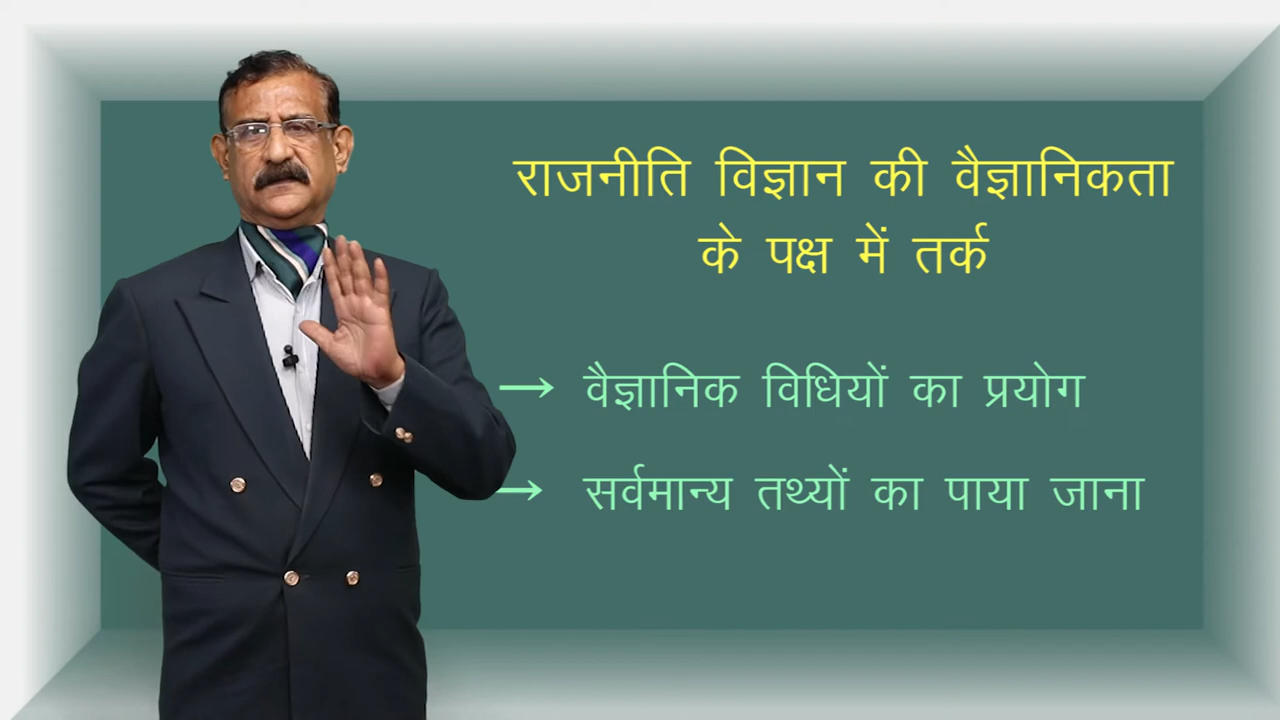 राजनीति विज्ञान की वैज्ञानिकता
के पक्ष में तर्क
→ वैज्ञानिक विधियों का प्रयोग
→ सर्वमान्य तथ्यों का पाया जाना